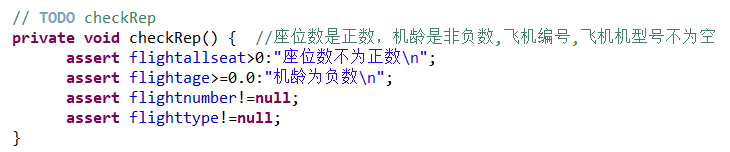 // TODO checkRep
private void checkRep() {  //座位数是正数，机龄是非负数,飞机编号,飞机机型号不为空
assert flightallseat>0:"座位数不为正数\n";
assert flightage>=0.0:"机龄为负数\n";
assert flightnumber!=null;
assert flighttype!=null;
}